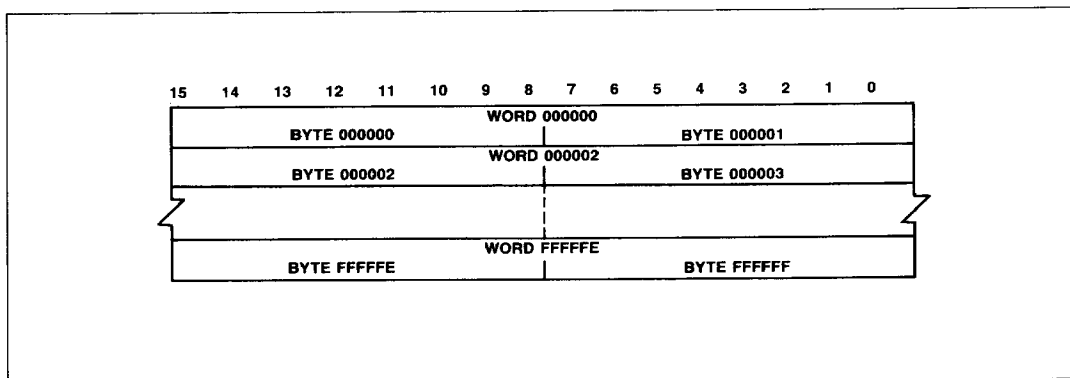 15 14 13 12 11 10 9 8 7 6 5 4 3 2 1 0
WORD 000000
BYTE 000000 BYTE 000001
WORD 000002
BYTE 000002 BYTE 000003
WORD FFFFFE
BYTE FFFFFE BYTE FFFFFF